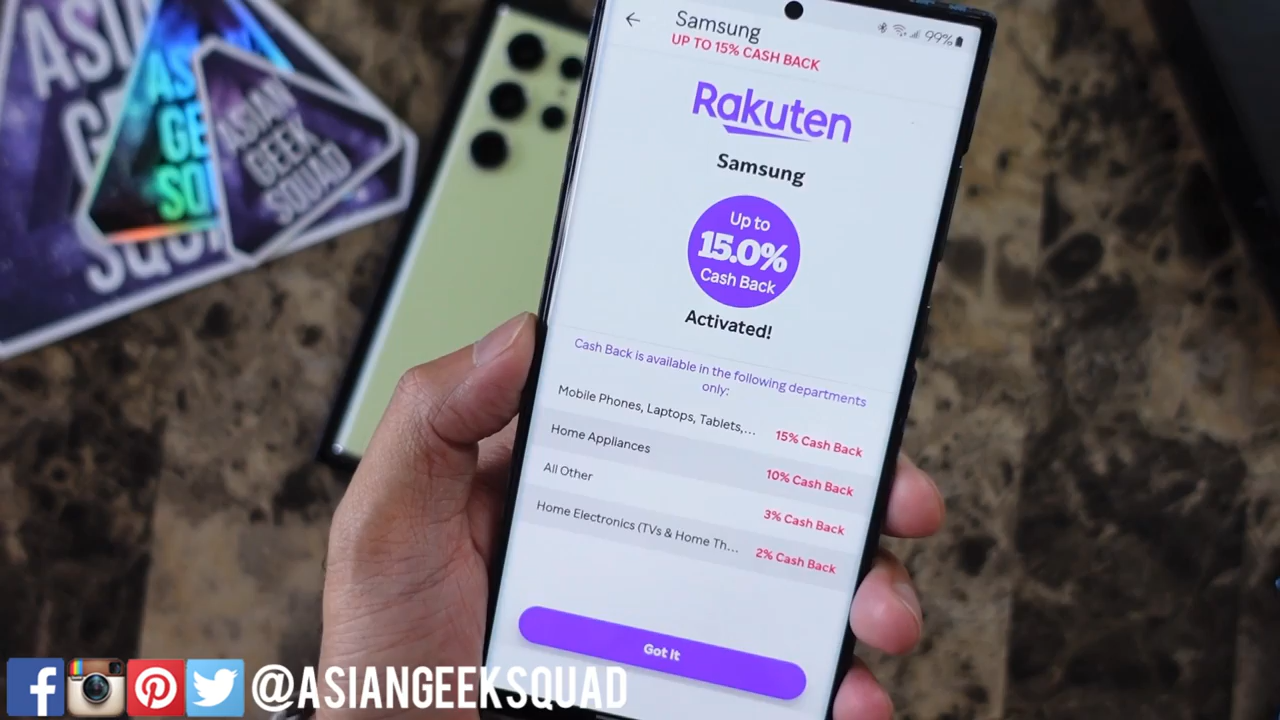 ASIAN
GEEK
SQUAD
AS
GE
SQ
ASIAN
GEEK
SQUAD
Samsung
UP TO 15% CASH BACK
99%
Rakuten
Samsung
Up to
15.0%
Cash Back
Activated!
Cash Back is available in the following departments
only:
Mobile Phones, Laptops, Tablets,... 15% Cash Back
Home Appliances 10% Cash Back
All Other 3% Cash Back
Home Electronics (TVs & Home Th... 2% Cash Back
Got It
@ASIANGEEKSQUAD